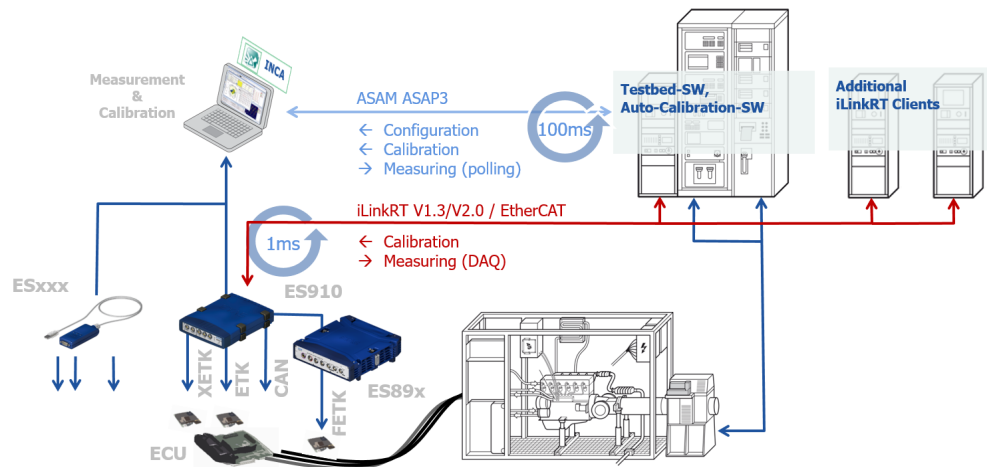 INCA
Measurement
&
Calibration
ASAM ASAP3
← Configuration
← Calibration
→ Measuring (polling)
100ms
Testbed-SW,
Auto-Calibration-SW
Additional
iLinkRT Clients
iLinkRT V1.3/V2.0 / EtherCAT
1ms
← Calibration
→ Measuring (DAQ)
ESxxx
ES910
XETK
ETK
CAN
ES89x
FETK
ECU